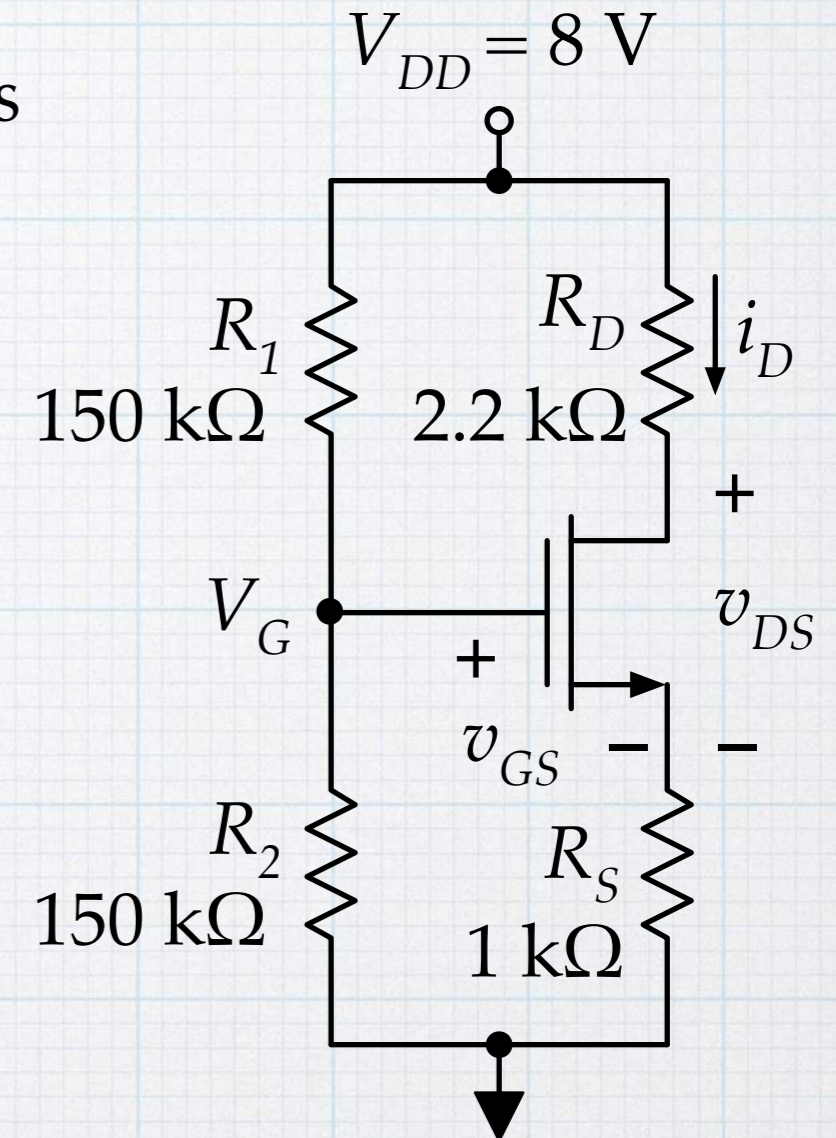 V_DD = 8 V
s
R_1
150 kΩ
R_D
2.2 kΩ
i_D
+
V_G
+
v_GS
−
v_DS
−
R_2
150 kΩ
R_S
1 kΩ